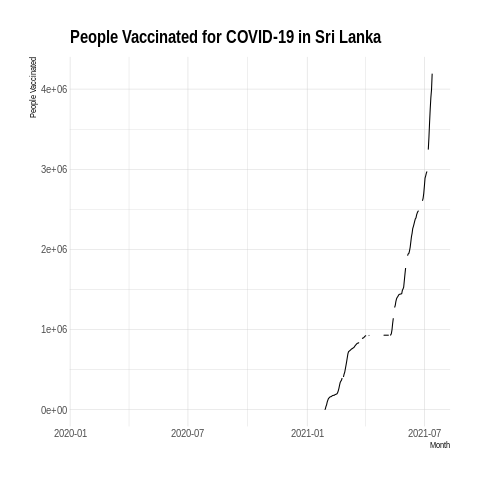 People Vaccinated for COVID-19 in Sri Lanka
People Vaccinated
4e+06
3e+06
2e+06
1e+06
0e+00
2020-01
2020-07
2021-01
2021-07
Month